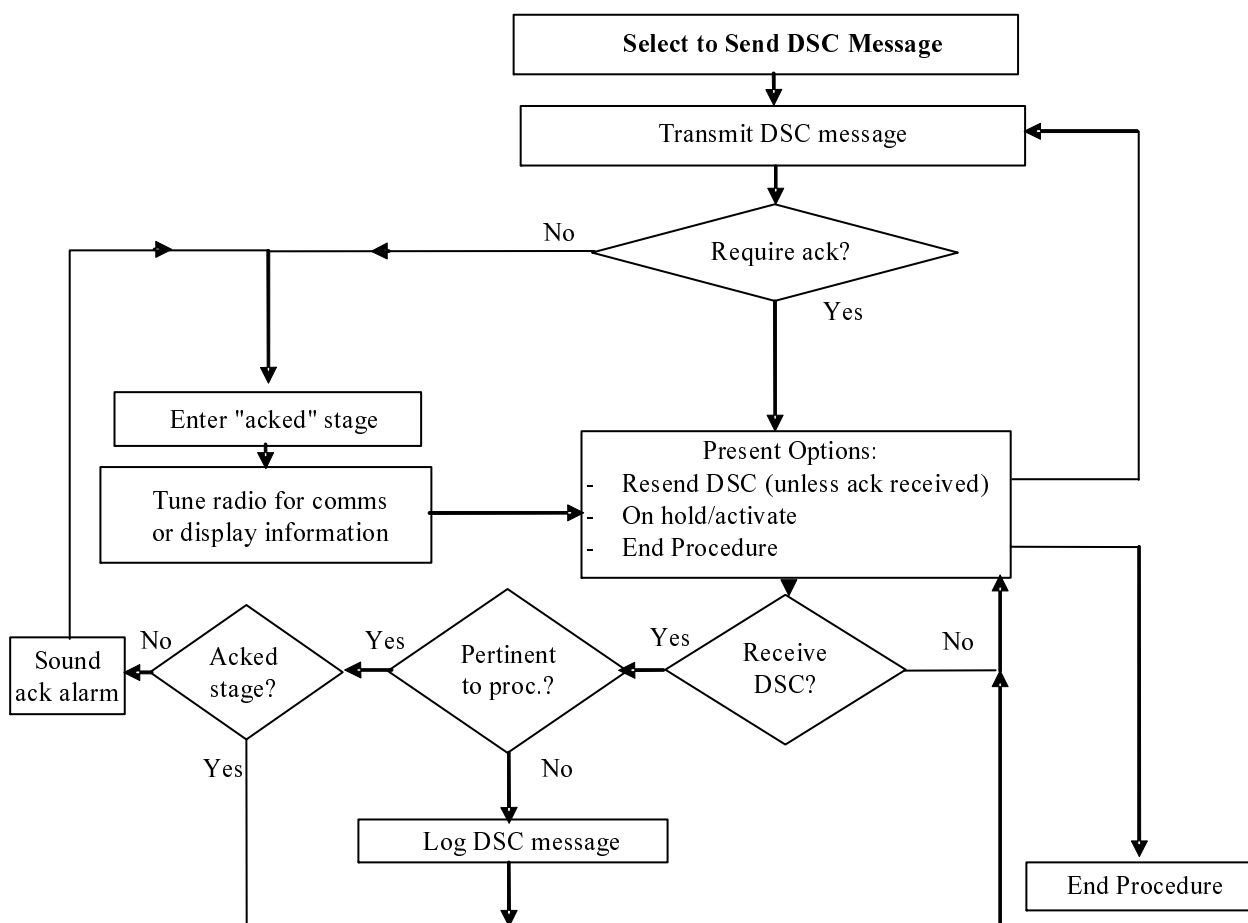 Select to Send DSC Message
Transmit DSC message
No
Require ack?
Yes
Enter "acked" stage
Tune radio for comms
or display information
Present Options:
- Resend DSC (unless ack received)
- On hold/activate
- End Procedure
Sound
ack alarm
No
Acked
stage?
Yes
Pertinent
to proc.?
Yes
Receive
DSC?
No
Yes
No
Log DSC message
End Procedure